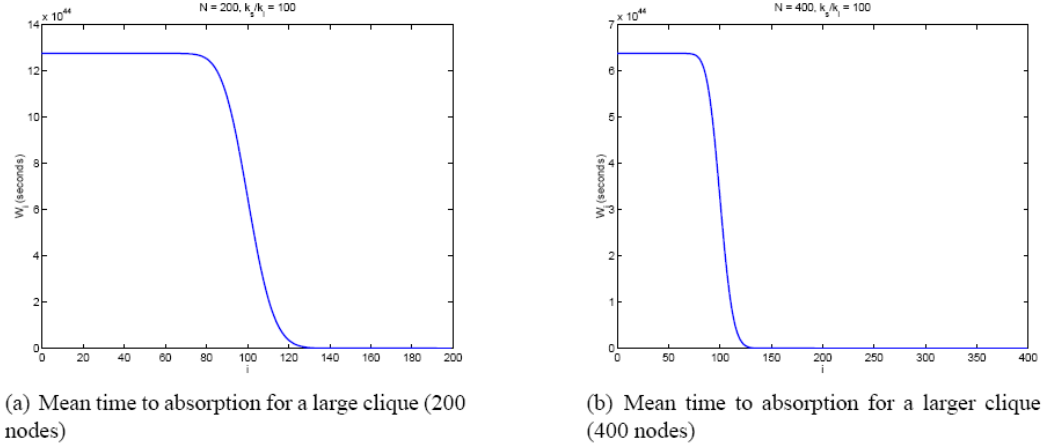 N = 200, k_s/k_i = 100
x 10^44
14
12
10
8
6
4
2
0
W_i (seconds)
0 20 40 60 80 100 120 140 160 180 200
i
(a) Mean time to absorption for a large clique (200
nodes)
N = 400, k_s/k_i = 100
x 10^44
7
6
5
4
3
2
1
0
W_i (seconds)
0 50 100 150 200 250 300 350 400
i
(b) Mean time to absorption for a larger clique
(400 nodes)